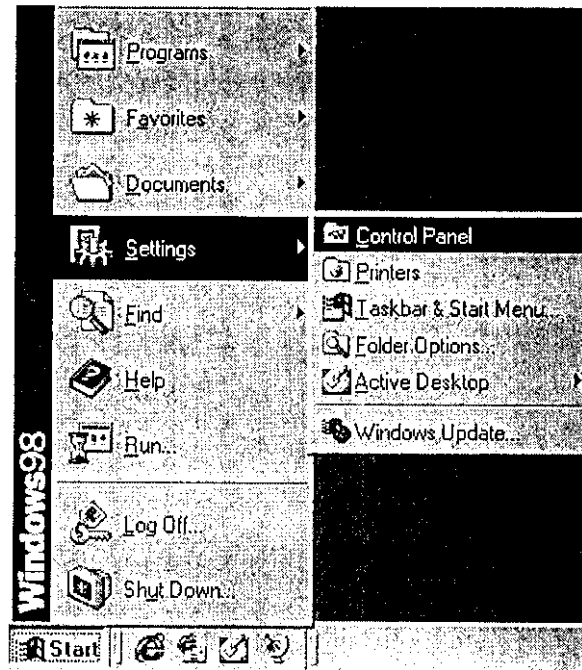 Programs
Favorites
Documents
Settings
Find
Help
Run...
Log Off...
Shut Down...
Control Panel
Printers
Taskbar & Start Menu...
Folder Options...
Active Desktop
Windows Update...
Windows98
Start